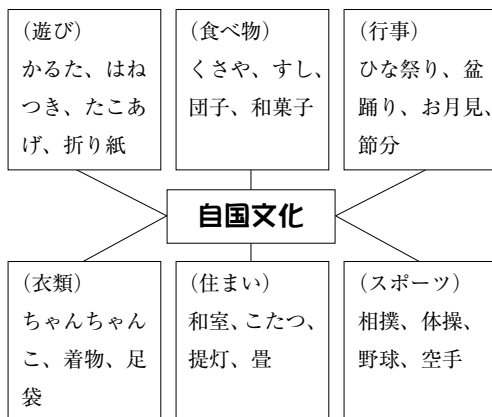 （遊び）
かるた、はね
つき、たこあ
げ、折り紙
（食べ物）
くさや、すし、
団子、和菓子
（行事）
ひな祭り、盆
踊り、お月見、
節分
自国文化
（衣類）
ちゃんちゃん
こ、着物、足
袋
（住まい）
和室、こたつ、
提灯、畳
（スポーツ）
相撲、体操、
野球、空手